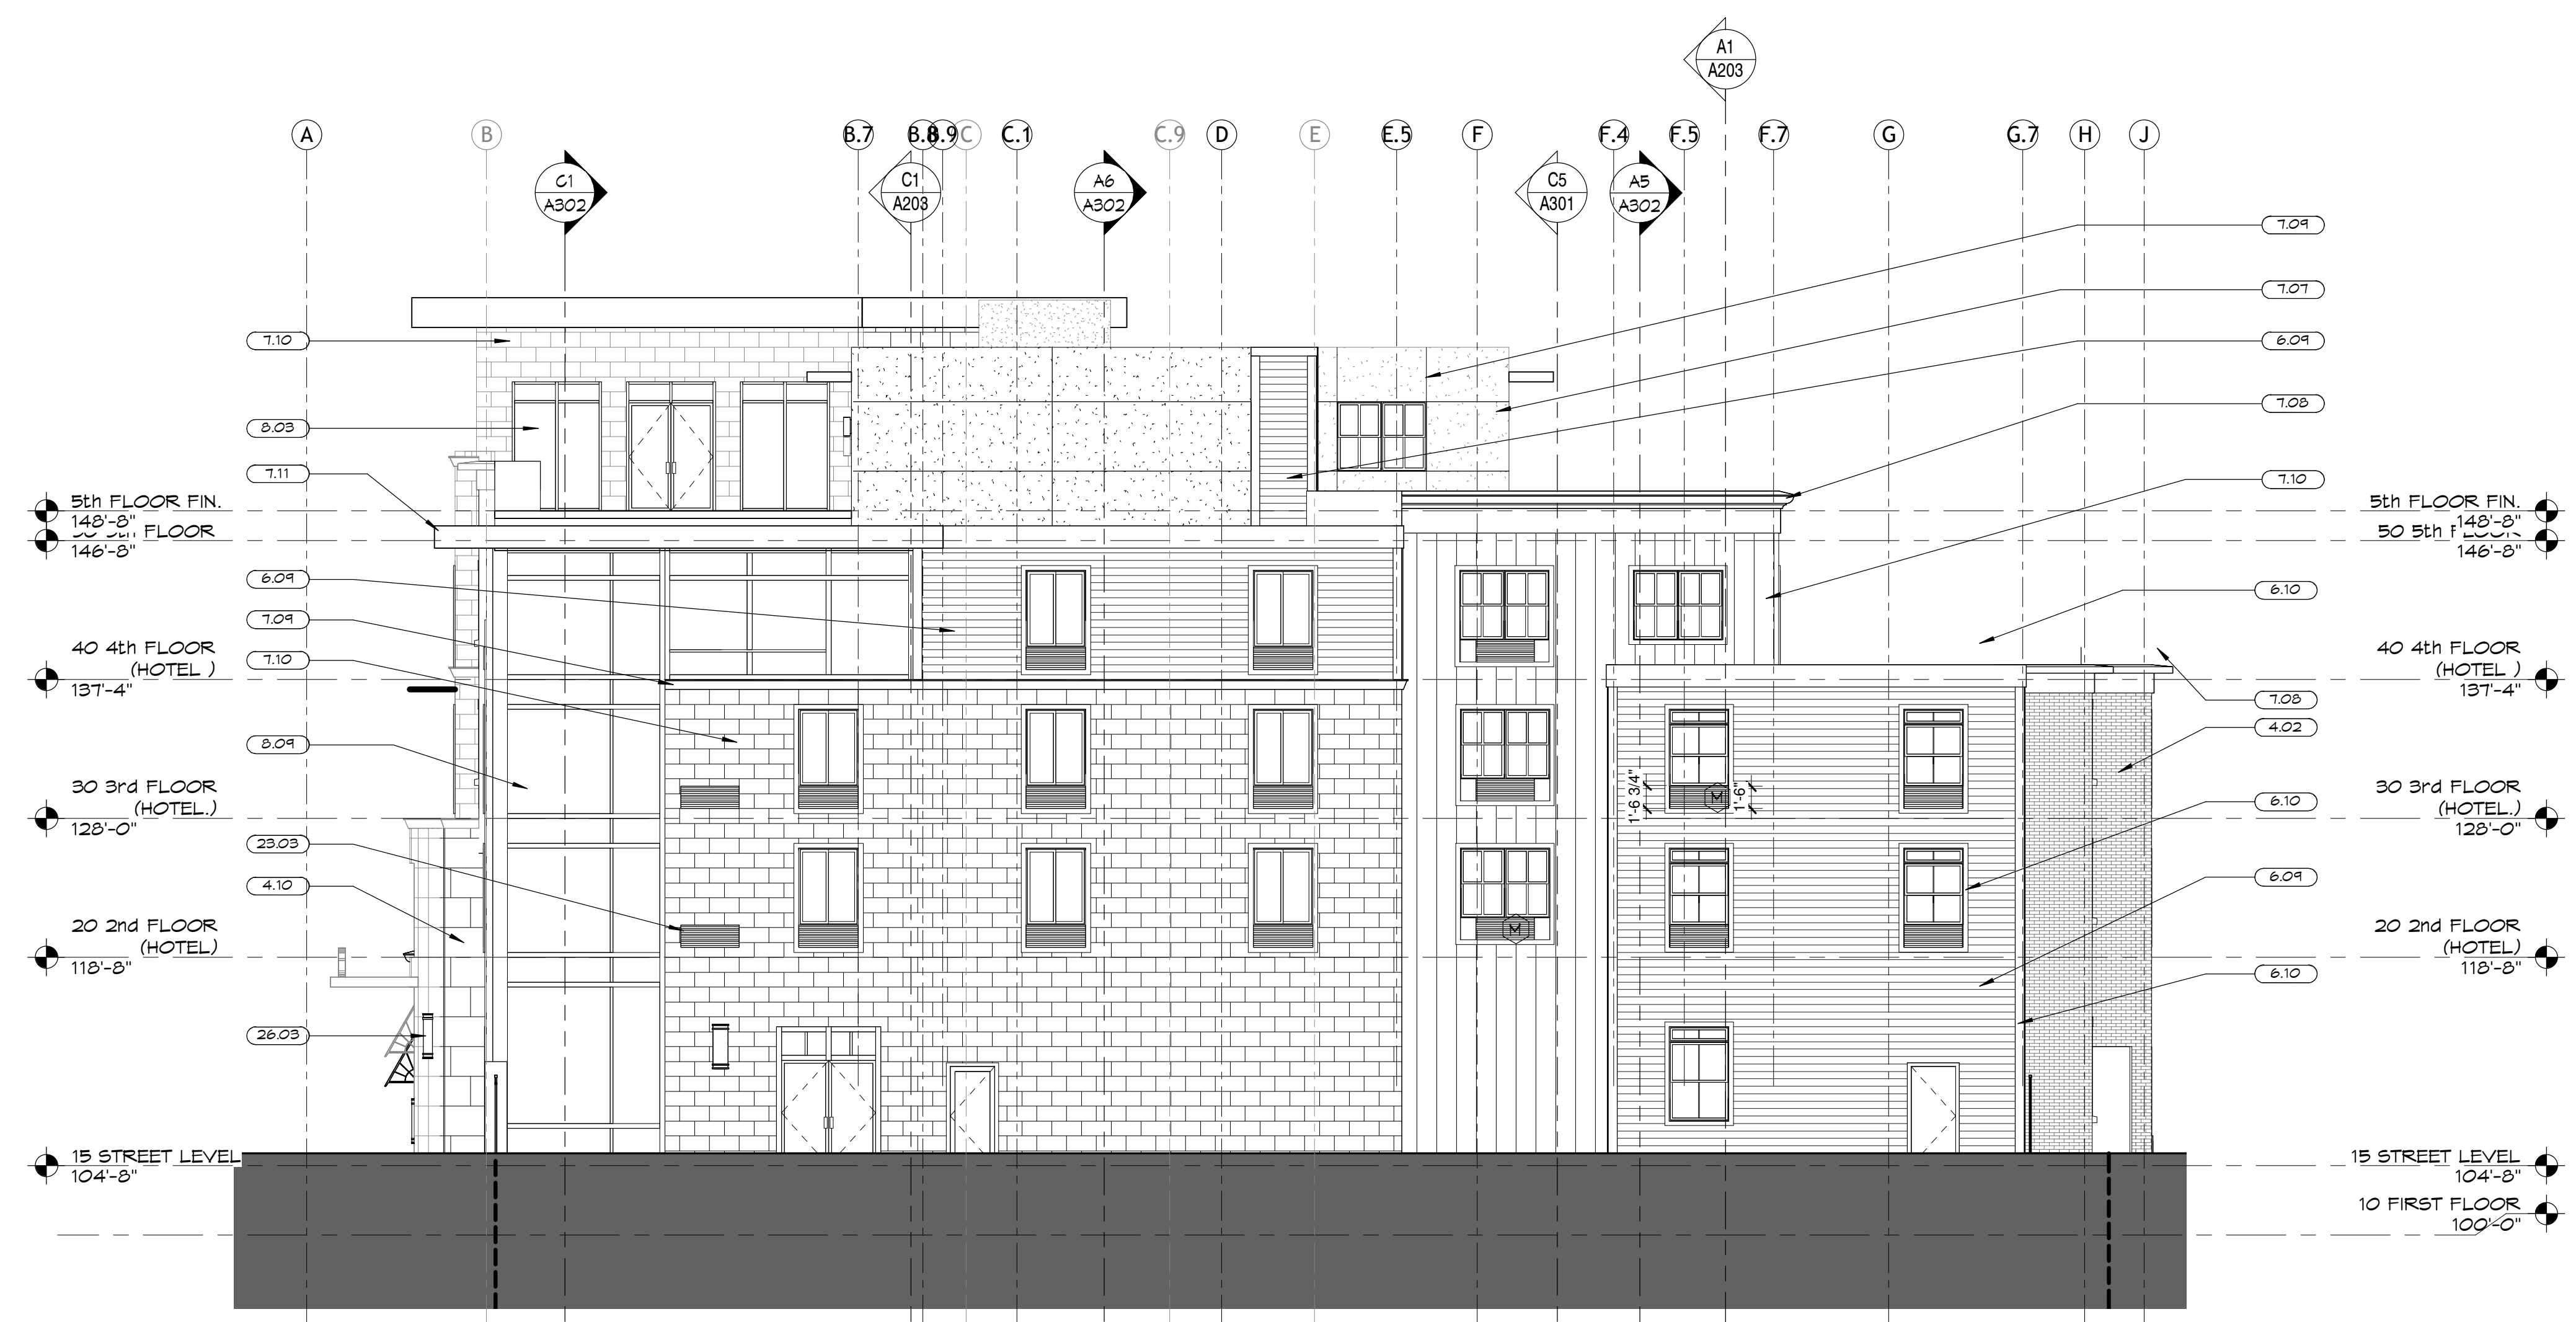 A1
A203
A
B
B.7
B.8
B.9
C
C.1
C.9
D
E
E.5
F
F.4
F.5
F.7
G
G.7
H
J
C1
A302
C1
A203
A6
A302
C5
A301
A5
A302
7.10
8.03
7.11
5th FLOOR FIN.
148'-8"
FLOOR
146'-8"
6.09
7.09
40 4th FLOOR
(HOTEL )
137'-4"
7.10
8.09
30 3rd FLOOR
(HOTEL.)
128'-0"
23.03
4.10
20 2nd FLOOR
(HOTEL)
118'-8"
26.03
15 STREET LEVEL
104'-8"
1'-6 3/4"
M
1'-6"
M
7.09
7.07
6.09
7.08
7.10
5th FLOOR FIN.
148'-8"
50 5th
146'-8"
6.10
40 4th FLOOR
(HOTEL )
137'-4"
7.08
4.02
30 3rd FLOOR
(HOTEL.)
128'-0"
6.10
6.09
20 2nd FLOOR
(HOTEL)
118'-8"
6.10
15 STREET LEVEL
104'-8"
10 FIRST FLOOR
100'-0"